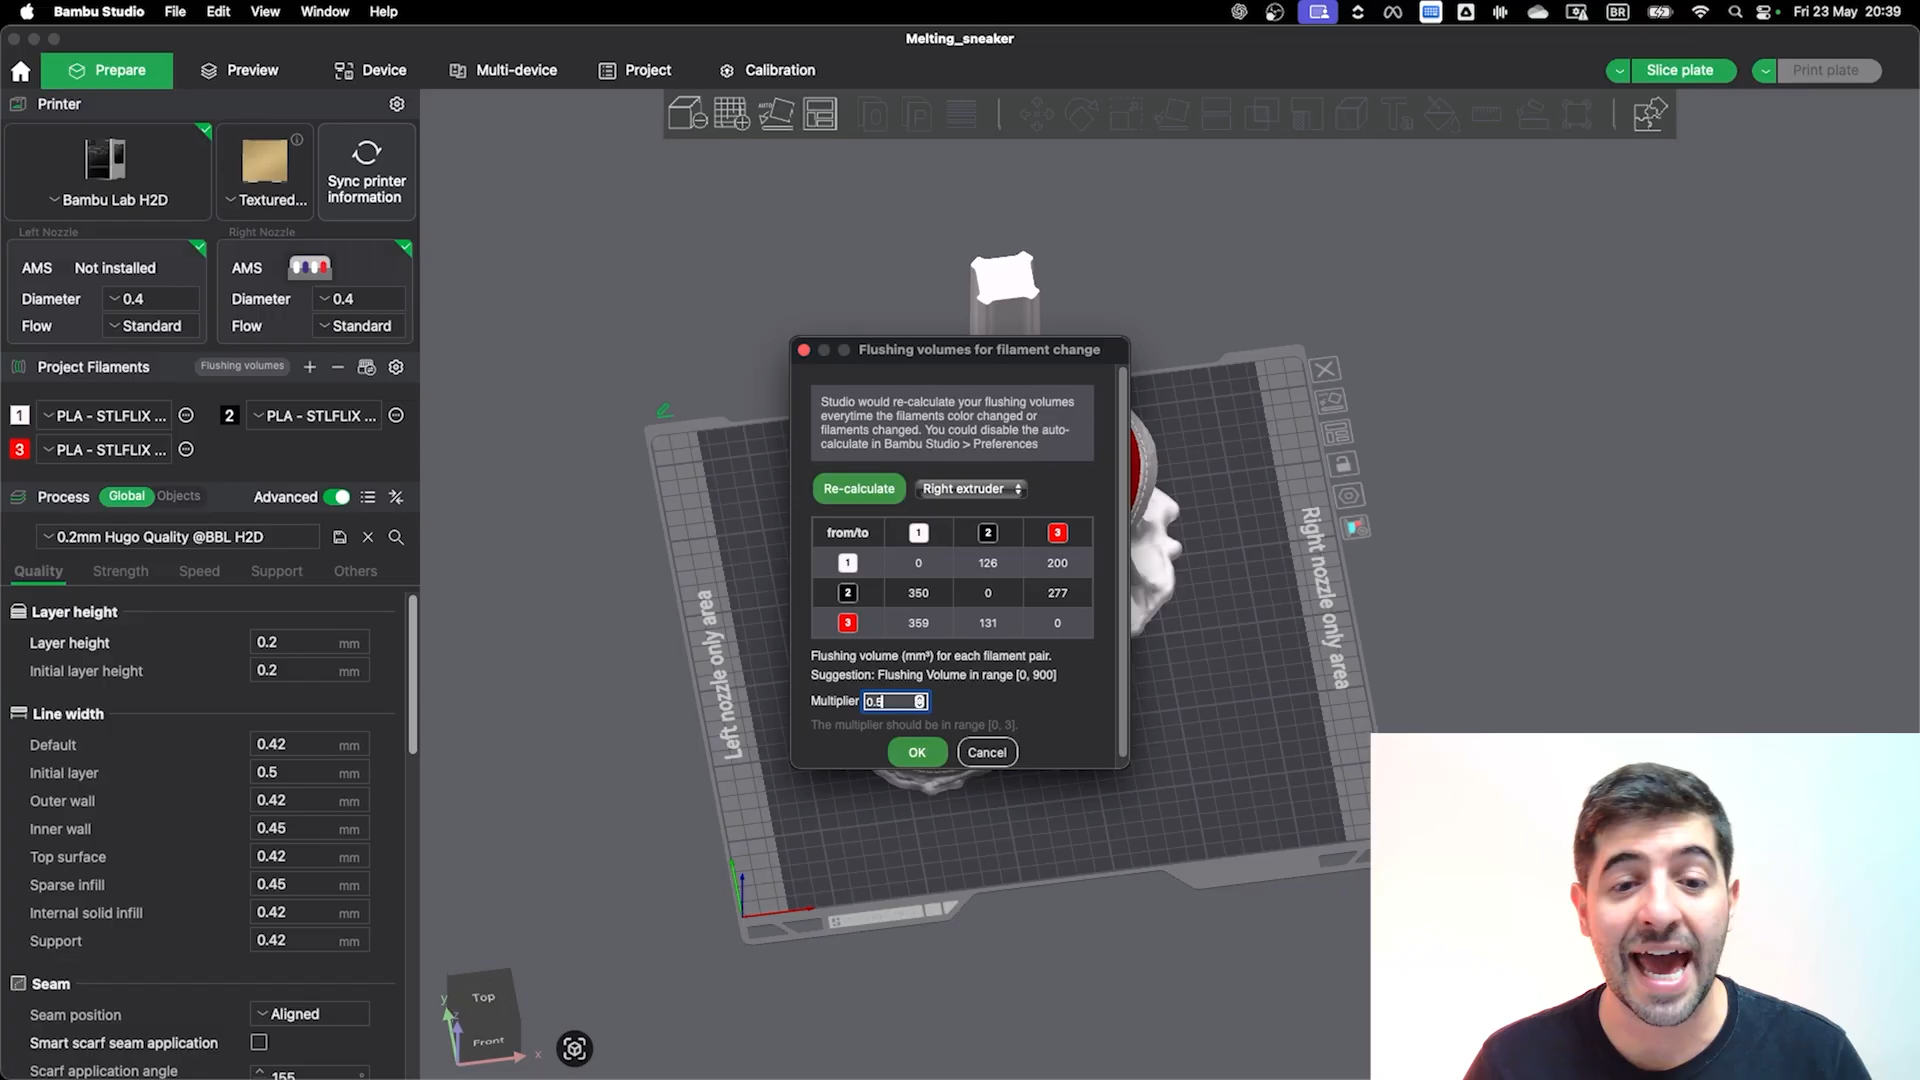 Bambu Studio File Edit View Window Help
BR Fri 23 May 20:39
Melting_sneaker
Prepare Preview Device Multi-device Project Calibration
Slice plate Print plate
Printer
Bambu Lab H2D
Textured...
Sync printer
information
Left Nozzle
Right Nozzle
AMS Not installed
Diameter 0.4
Flow Standard
AMS
Diameter 0.4
Flow Standard
Project Filaments Flushing volumes
1 PLA - STLFLIX ... 2 PLA - STLFLIX ...
3 PLA - STLFLIX ...
Process Global Objects Advanced
0.2mm Hugo Quality @BBL H2D
Quality Strength Speed Support Others
Layer height
Layer height 0.2 mm
Initial layer height 0.2 mm
Line width
Default 0.42 mm
Initial layer 0.5 mm
Outer wall 0.42 mm
Inner wall 0.45 mm
Top surface 0.42 mm
Sparse infill 0.45 mm
Internal solid infill 0.42 mm
Support 0.42 mm
Seam
Seam position Aligned
Smart scarf seam application
Scarf application angle 155 °
AUTO
Left nozzle only area
Right nozzle only area
Flushing volumes for filament change
Studio would re-calculate your flushing volumes
everytime the filaments color changed or
filaments changed. You could disable the auto-
calculate in Bambu Studio > Preferences
Re-calculate Right extruder
from/to 1 2 3
1 0 126 200
2 350 0 277
3 359 131 0
Flushing volume (mm³) for each filament pair.
Suggestion: Flushing Volume in range [0, 900]
Multiplier 0.5
The multiplier should be in range [0, 3].
OK Cancel
Top
Front
y
z
x